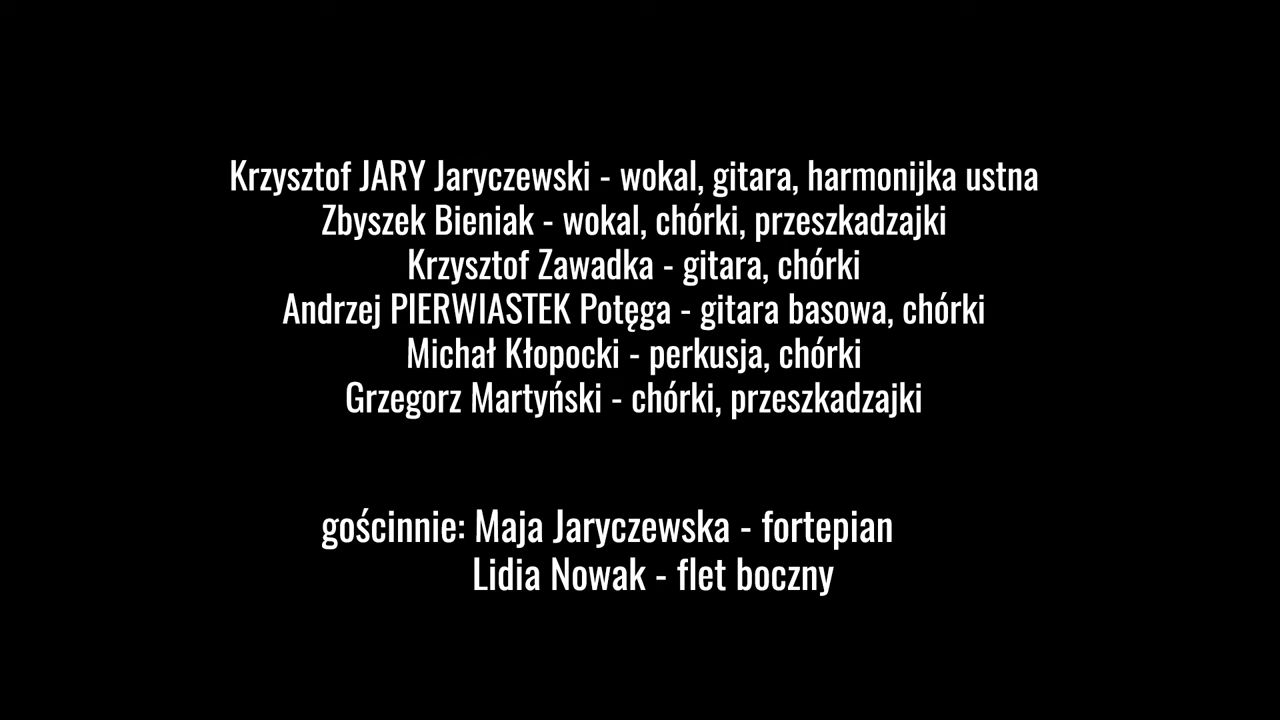 Krzysztof JARY Jaryczewski - wokal, gitara, harmonijka ustna
Zbyszek Bieniak - wokal, chórki, przeszkadzajki
Krzysztof Zawadka - gitara, chórki
Andrzej PIERWIASTEK Potęga - gitara basowa, chórki
Michał Kłopocki - perkusja, chórki
Grzegorz Martyński - chórki, przeszkadzajki
gościnnie: Maja Jaryczewska - fortepian
Lidia Nowak - flet boczny